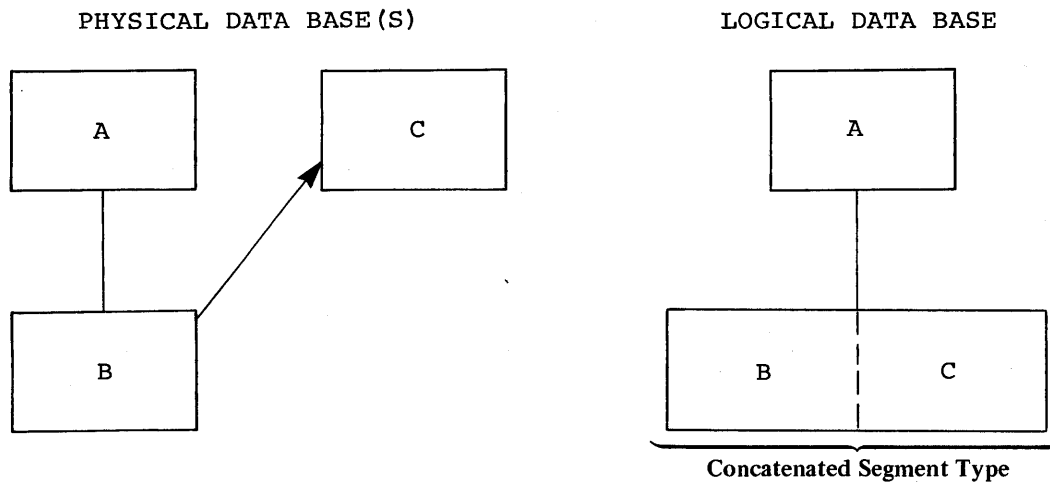 PHYSICAL DATA BASE(S)
LOGICAL DATA BASE
A
C
A
B
B
C
Concatenated Segment Type